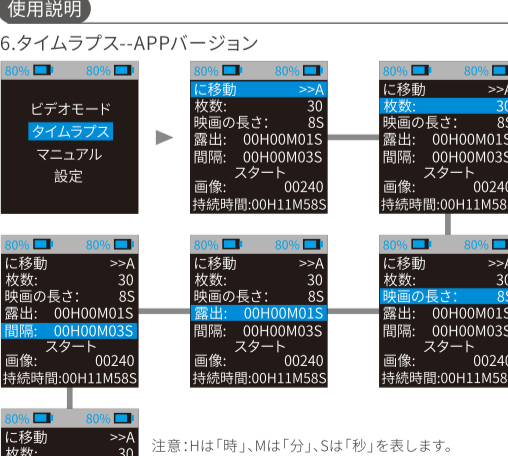 使用説明
6.タイムラプス--APPバージョン
80% 80%
ビデオモード
タイムラプス
マニュアル
設定
80% 80%
に移動 >>A
枚数: 30
映画の長さ: 8S
露出: 00H00M01S
間隔: 00H00M03S
スタート
画像: 00240
持続時間:00H11M58S
80% 80%
に移動 >>A
枚数: 30
映画の長さ: 8S
露出: 00H00M01S
間隔: 00H00M03S
スタート
画像: 00240
持続時間:00H11M58S
80% 80%
に移動 >>A
枚数: 30
映画の長さ: 8S
露出: 00H00M01S
間隔: 00H00M03S
スタート
画像: 00240
持続時間:00H11M58S
80% 80%
に移動 >>A
枚数: 30
映画の長さ: 8S
露出: 00H00M01S
間隔: 00H00M03S
スタート
画像: 00240
持続時間:00H11M58S
80% 80%
に移動 >>A
枚数: 30
映画の長さ: 8S
露出: 00H00M01S
間隔: 00H00M03S
スタート
画像: 00240
持続時間:00H11M58S
80% 80%
に移動 >>A
枚数: 30
注意:Hは「時」、Mは「分」、Sは「秒」を表します。